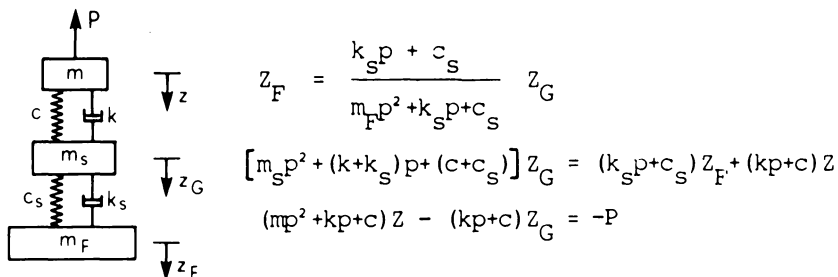 P
m
z
c
k
m_s
z_G
c_s
k_s
m_F
z_F
Z_F = \frac{k_s p + c_s}{m_F p² + k_s p + c_s} Z_G
[m_s p² + (k+k_s)p + (c+c_s)] Z_G = (k_s p+c_s) Z_F + (kp+c) Z
(mp² + kp + c) Z - (kp+c) Z_G = -P